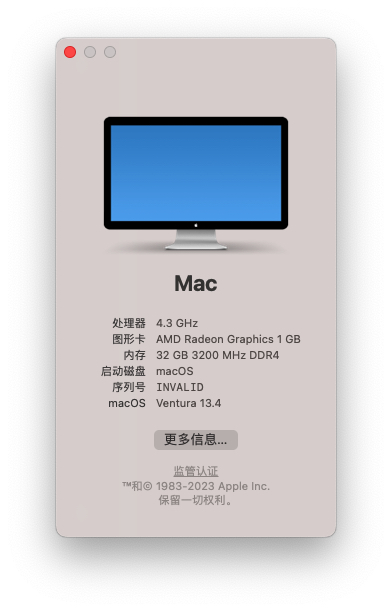 Mac
处理器 4.3 GHz
图形卡 AMD Radeon Graphics 1 GB
内存 32 GB 3200 MHz DDR4
启动磁盘 macOS
序列号 INVALID
macOS Ventura 13.4
更多信息...
监管认证
™和© 1983-2023 Apple Inc.
保留一切权利。